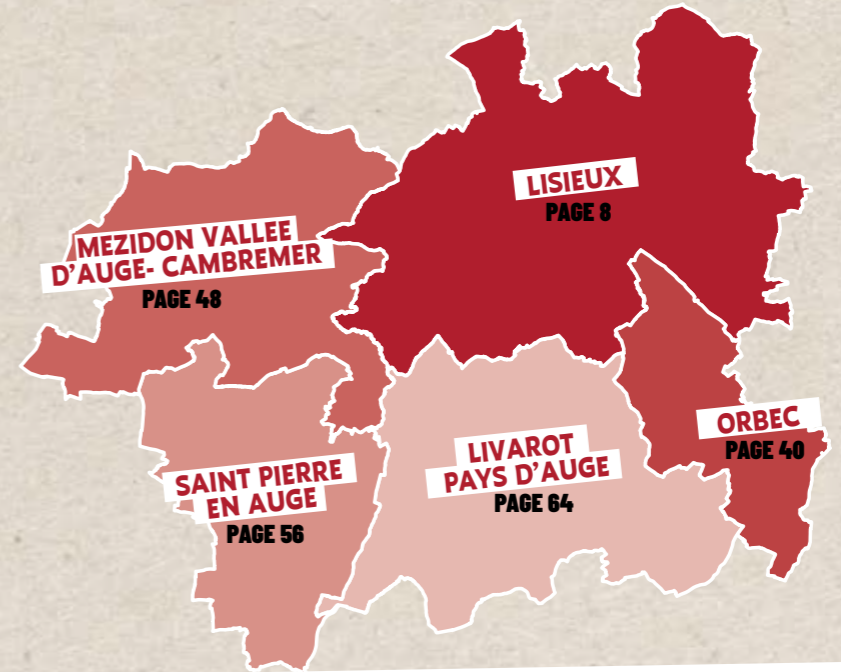 LISIEUX
PAGE 8
MEZIDON VALLEE
D'AUGE- CAMBREMER
PAGE 48
ORBEC
PAGE 40
LIVAROT
PAYS D'AUGE
PAGE 64
SAINT PIERRE
EN AUGE
PAGE 56